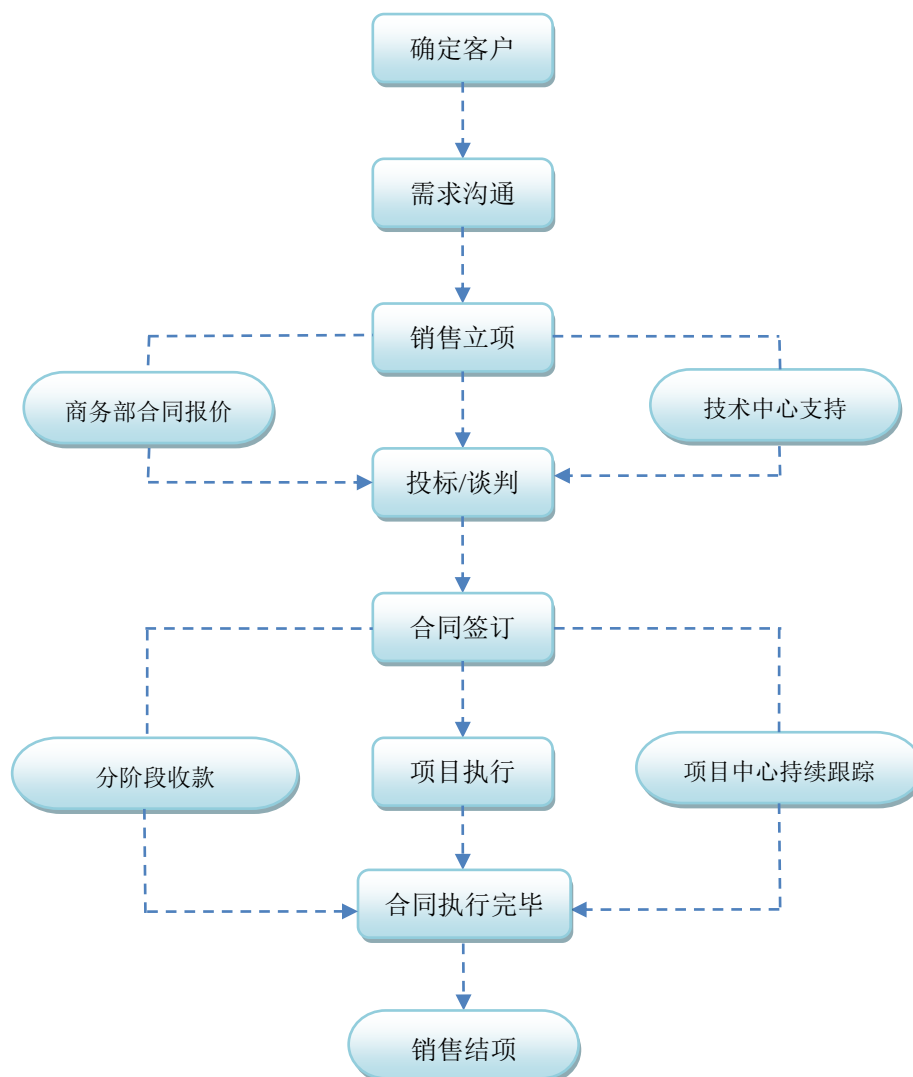 确定客户
需求沟通
销售立项
商务部合同报价
技术中心支持
投标/谈判
合同签订
分阶段收款
项目执行
项目中心持续跟踪
合同执行完毕
销售结项